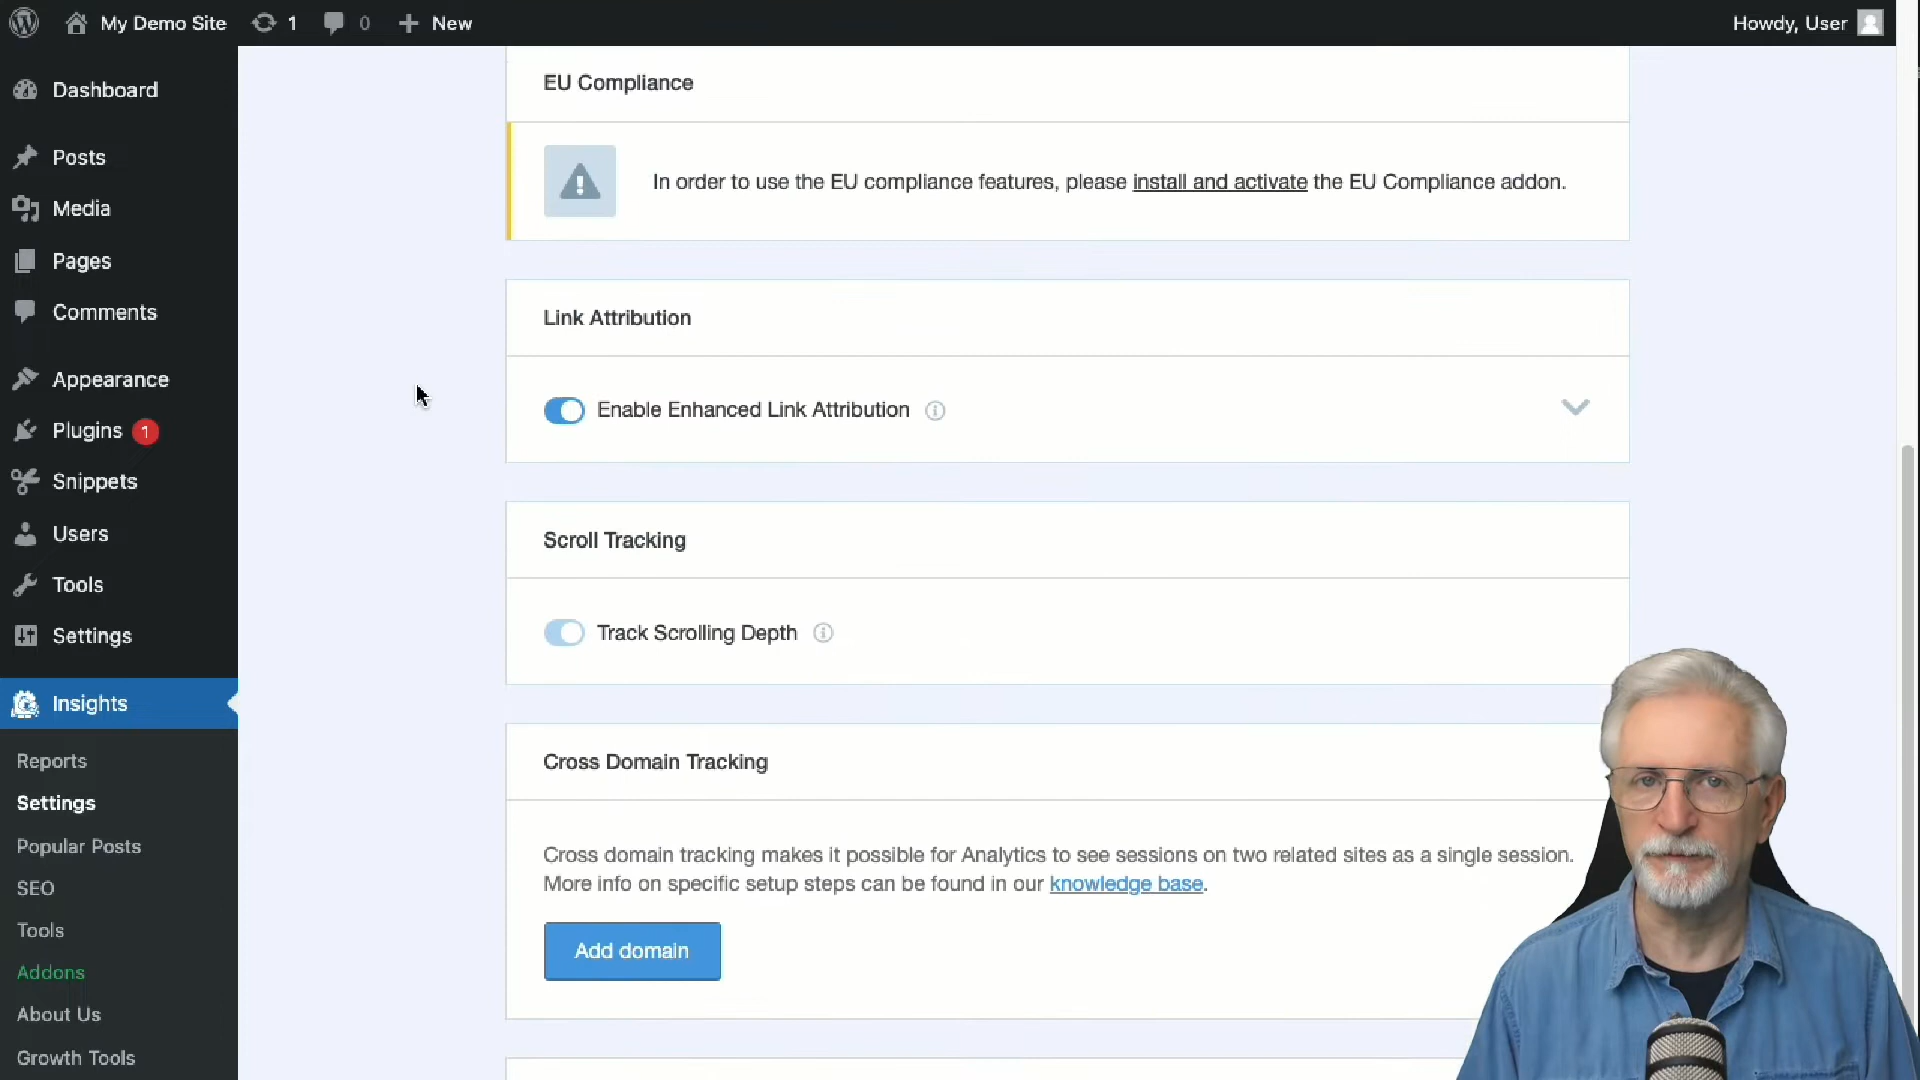 My Demo Site 1 0 New Howdy, User
Dashboard
Posts
Media
Pages
Comments
Appearance
Plugins 1
Snippets
Users
Tools
Settings
Insights
Reports
Settings
Popular Posts
SEO
Tools
Addons
About Us
Growth Tools
EU Compliance
In order to use the EU compliance features, please install and activate the EU Compliance addon.
Link Attribution
Enable Enhanced Link Attribution
Scroll Tracking
Track Scrolling Depth
Cross Domain Tracking
Cross domain tracking makes it possible for Analytics to see sessions on two related sites as a single session.
More info on specific setup steps can be found in our knowledge base.
Add domain